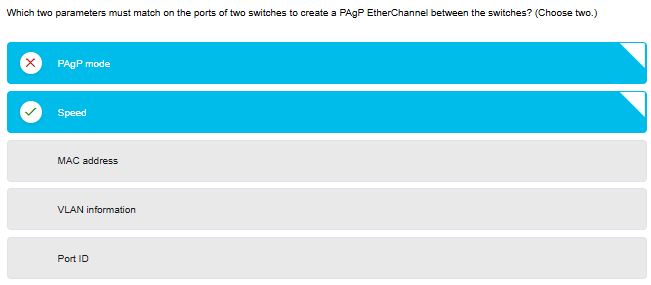 Which two parameters must match on the ports of two switches to create a PAgP EtherChannel between the switches? (Choose two.)
PAgP mode
Speed
MAC address
VLAN information
Port ID